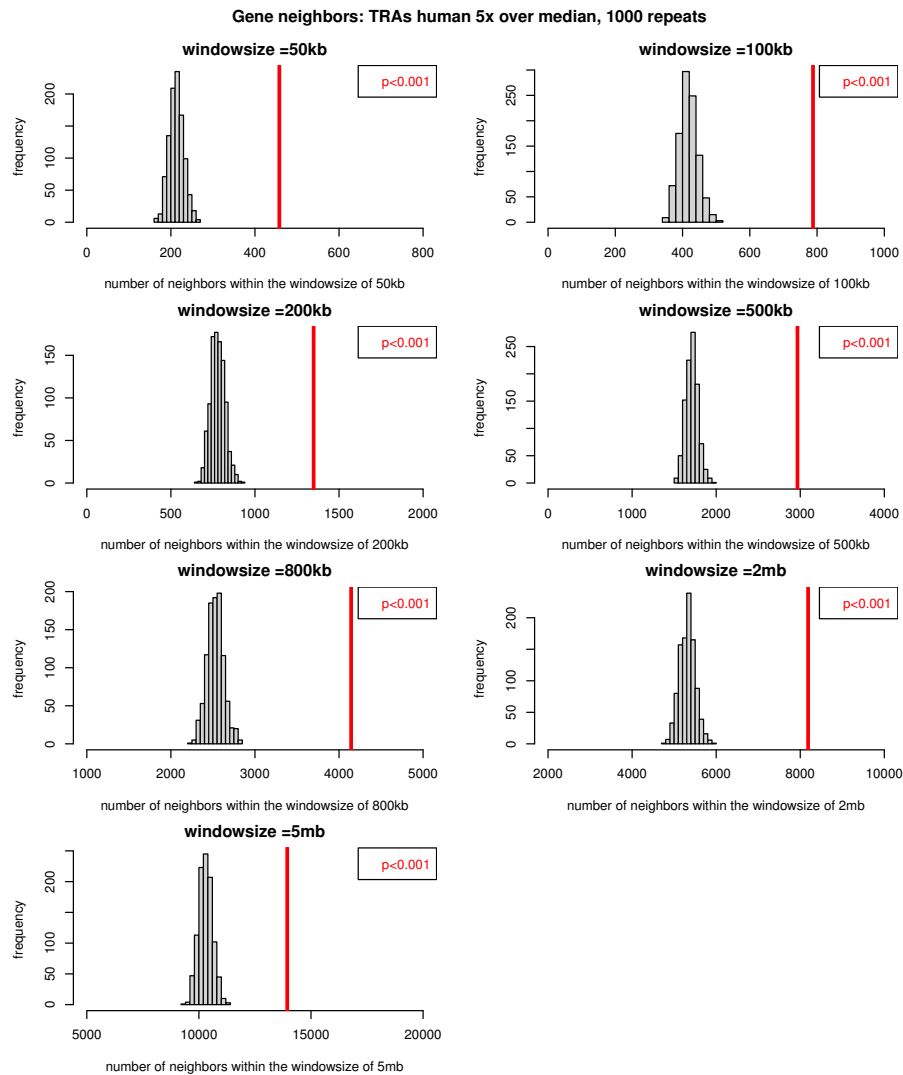 Gene neighbors: TRAs human 5x over median, 1000 repeats
windowsize =50kb
p<0.001
frequency
0 50 100 200
0 200 400 600 800
number of neighbors within the windowsize of 50kb
windowsize =100kb
p<0.001
frequency
0 50 150 250
0 200 400 600 800 1000
number of neighbors within the windowsize of 100kb
windowsize =200kb
p<0.001
frequency
0 50 100 150
0 500 1000 1500 2000
number of neighbors within the windowsize of 200kb
windowsize =500kb
p<0.001
frequency
0 50 150 250
0 1000 2000 3000 4000
number of neighbors within the windowsize of 500kb
windowsize =800kb
p<0.001
frequency
0 50 100 150 200
1000 2000 3000 4000 5000
number of neighbors within the windowsize of 800kb
windowsize =2mb
p<0.001
frequency
0 50 100 200
2000 4000 6000 8000 10000
number of neighbors within the windowsize of 2mb
windowsize =5mb
p<0.001
frequency
0 50 100 200
5000 10000 15000 20000
number of neighbors within the windowsize of 5mb